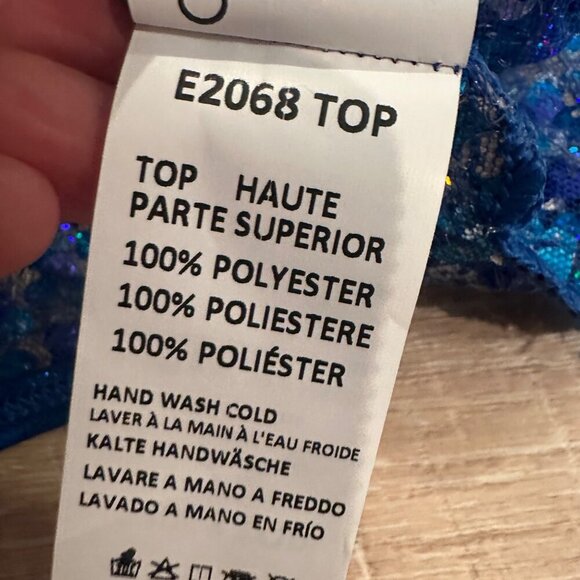 E2068 TOP
TOP HAUTE
PARTE SUPERIOR
100% POLYESTER
100% POLIESTERE
100% POLIÉSTER
HAND WASH COLD
LAVER À LA MAIN À L'EAU FROIDE
KALTE HANDWÄSCHE
LAVARE A MANO A FREDDO
LAVADO A MANO EN FRÍO